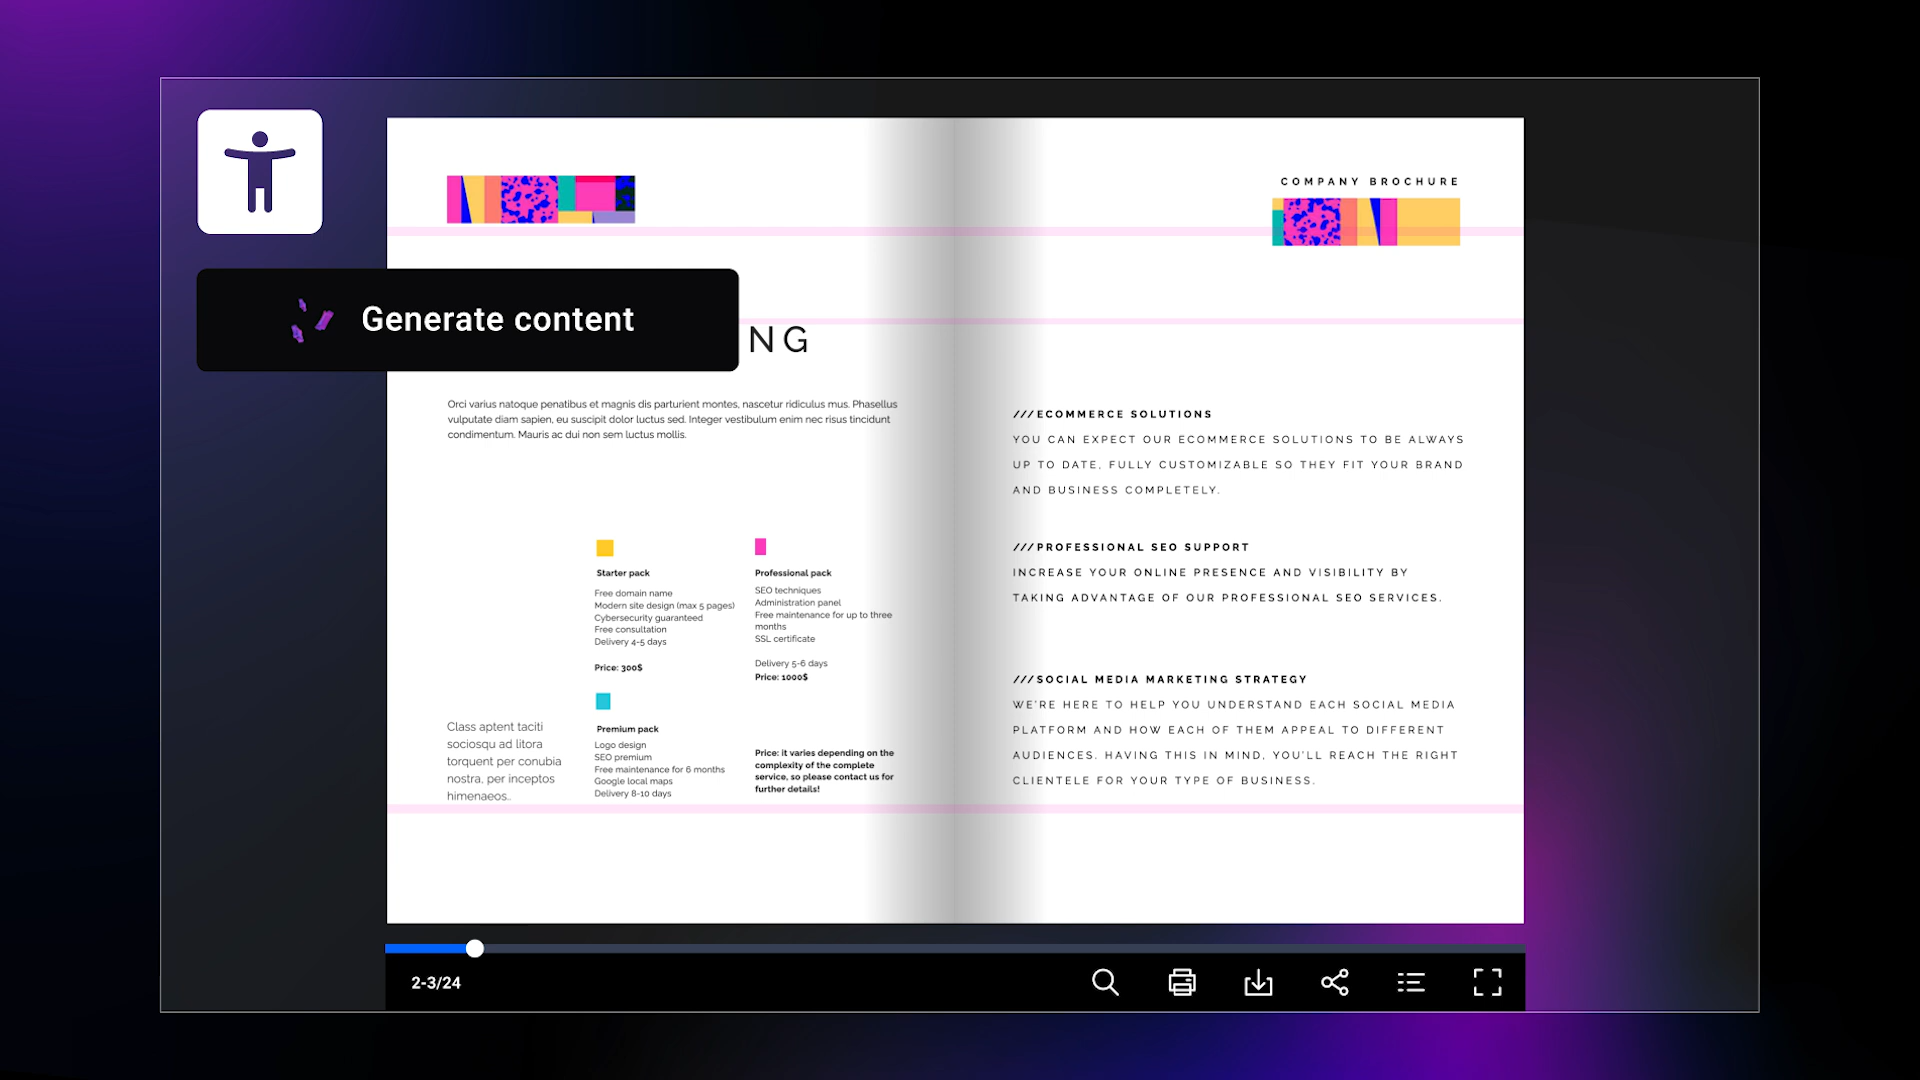 COMPANY BROCHURE
Generate content
NG
Orci varius natoque penatibus et magnis dis parturient montes, nascetur ridiculus mus. Phasellus
vulputate diam sapien, eu suscipit dolor luctus sed. Integer vestibulum enim nec risus tincidunt
condimentum. Mauris ac dui non sem luctus mollis.
Starter pack
Free domain name
Modern site design (max 5 pages)
Cybersecurity guaranteed
Free consultation
Delivery 4-5 days
Price: 300$
Professional pack
SEO techniques
Administration panel
Free maintenance for up to three
months
SSL certificate
Delivery 5-6 days
Price: 1000$
Class aptent taciti
sociosqu ad litora
torquent per conubia
nostra, per inceptos
himenaeos..
Premium pack
Logo design
SEO premium
Free maintenance for 6 months
Google local maps
Delivery 8-10 days
Price: it varies depending on the
complexity of the complete
service, so please contact us for
further details!
///ECOMMERCE SOLUTIONS
YOU CAN EXPECT OUR ECOMMERCE SOLUTIONS TO BE ALWAYS
UP TO DATE, FULLY CUSTOMIZABLE SO THEY FIT YOUR BRAND
AND BUSINESS COMPLETELY.
///PROFESSIONAL SEO SUPPORT
INCREASE YOUR ONLINE PRESENCE AND VISIBILITY BY
TAKING ADVANTAGE OF OUR PROFESSIONAL SEO SERVICES.
///SOCIAL MEDIA MARKETING STRATEGY
WE'RE HERE TO HELP YOU UNDERSTAND EACH SOCIAL MEDIA
PLATFORM AND HOW EACH OF THEM APPEAL TO DIFFERENT
AUDIENCES. HAVING THIS IN MIND, YOU'LL REACH THE RIGHT
CLIENTELE FOR YOUR TYPE OF BUSINESS.
2-3/24